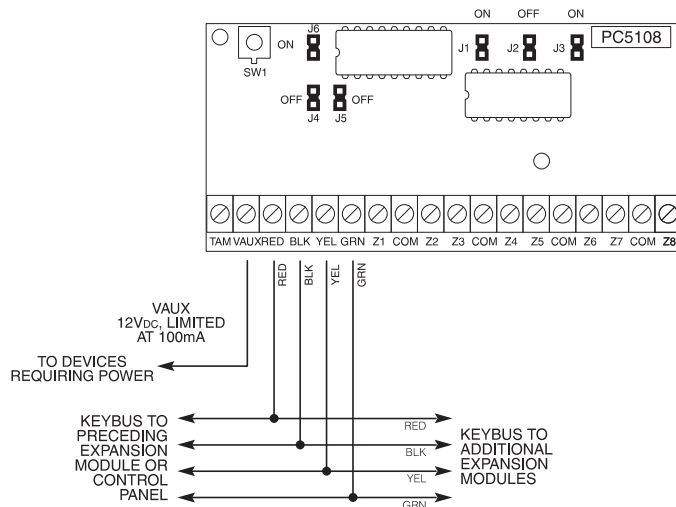 ON OFF ON
J6
ON
J1 J2 J3
PC5108
SW1
OFF OFF
J4 J5
TAM VAUX RED BLK YEL GRN Z1 COM Z2 Z3 COM Z4 Z5 COM Z6 Z7 COM Z8
RED BLK YEL GRN
VAUX
12VDC, LIMITED
AT 100mA
TO DEVICES
REQUIRING POWER
KEYBUS TO
PRECEDING
EXPANSION
MODULE OR
CONTROL
PANEL
RED
BLK
YEL
GRN
KEYBUS TO
ADDITIONAL
EXPANSION
MODULES